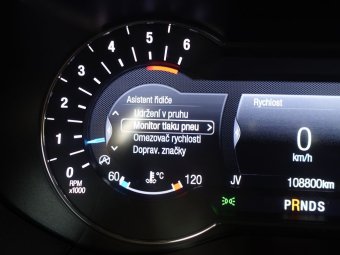 6
5
4
3
2
1
0
RPM
x1000
Asistent řidiče
Udržení v pruhu
Monitor tlaku pneu >
Omezovač rychlosti
Doprav. značky
60 °C 120
Rychlost
0
km/h
JV 108800km
PRNDS